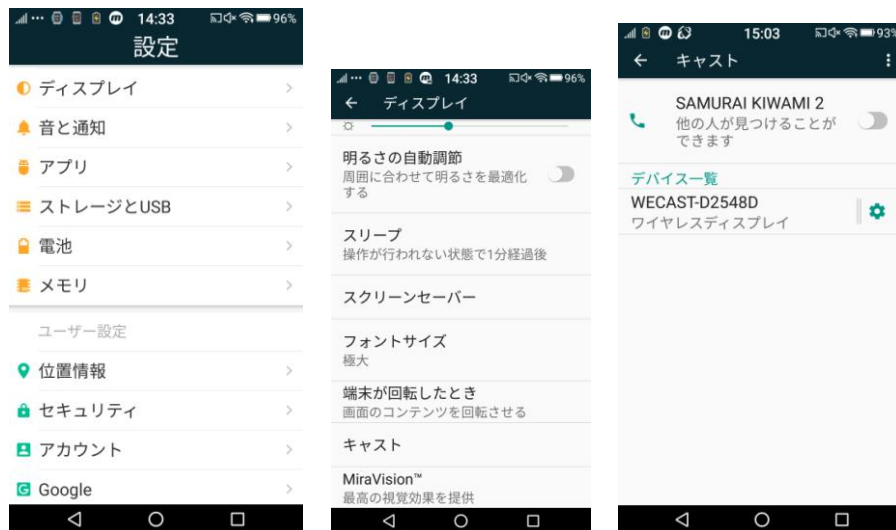 14:33
96%
設定
ディスプレイ
音と通知
アプリ
ストレージとUSB
電池
メモリ
ユーザー設定
位置情報
セキュリティ
アカウント
Google
14:33
96%
ディスプレイ
明るさの自動調節
周囲に合わせて明るさを最適化
する
スリープ
操作が行われない状態で1分経過後
スクリーンセーバー
フォントサイズ
極大
端末が回転したとき
画面のコンテンツを回転させる
キャスト
MiraVision™
最高の視覚効果を提供
15:03
93%
キャスト
SAMURAI KIWAMI 2
他の人が見つけることが
できます
デバイス一覧
WECAST-D2548D
ワイヤレスディスプレイ